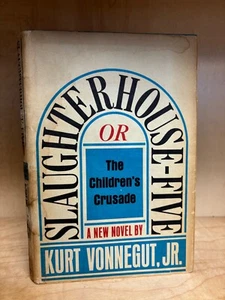 SLAUGHTERHOUSE-FIVE
OR
The
Children's
Crusade
A NEW NOVEL BY
KURT VONNEGUT, JR.